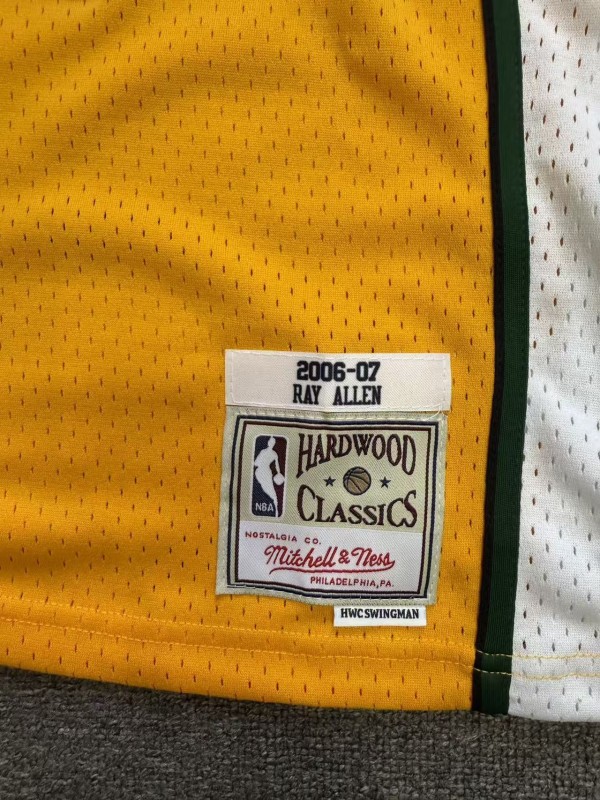 2006-07
RAY ALLEN
HARDWOOD
CLASSICS
NBA
NOSTALGIA CO.
Mitchell & Ness
PHILADELPHIA, PA.
HWC SWINGMAN